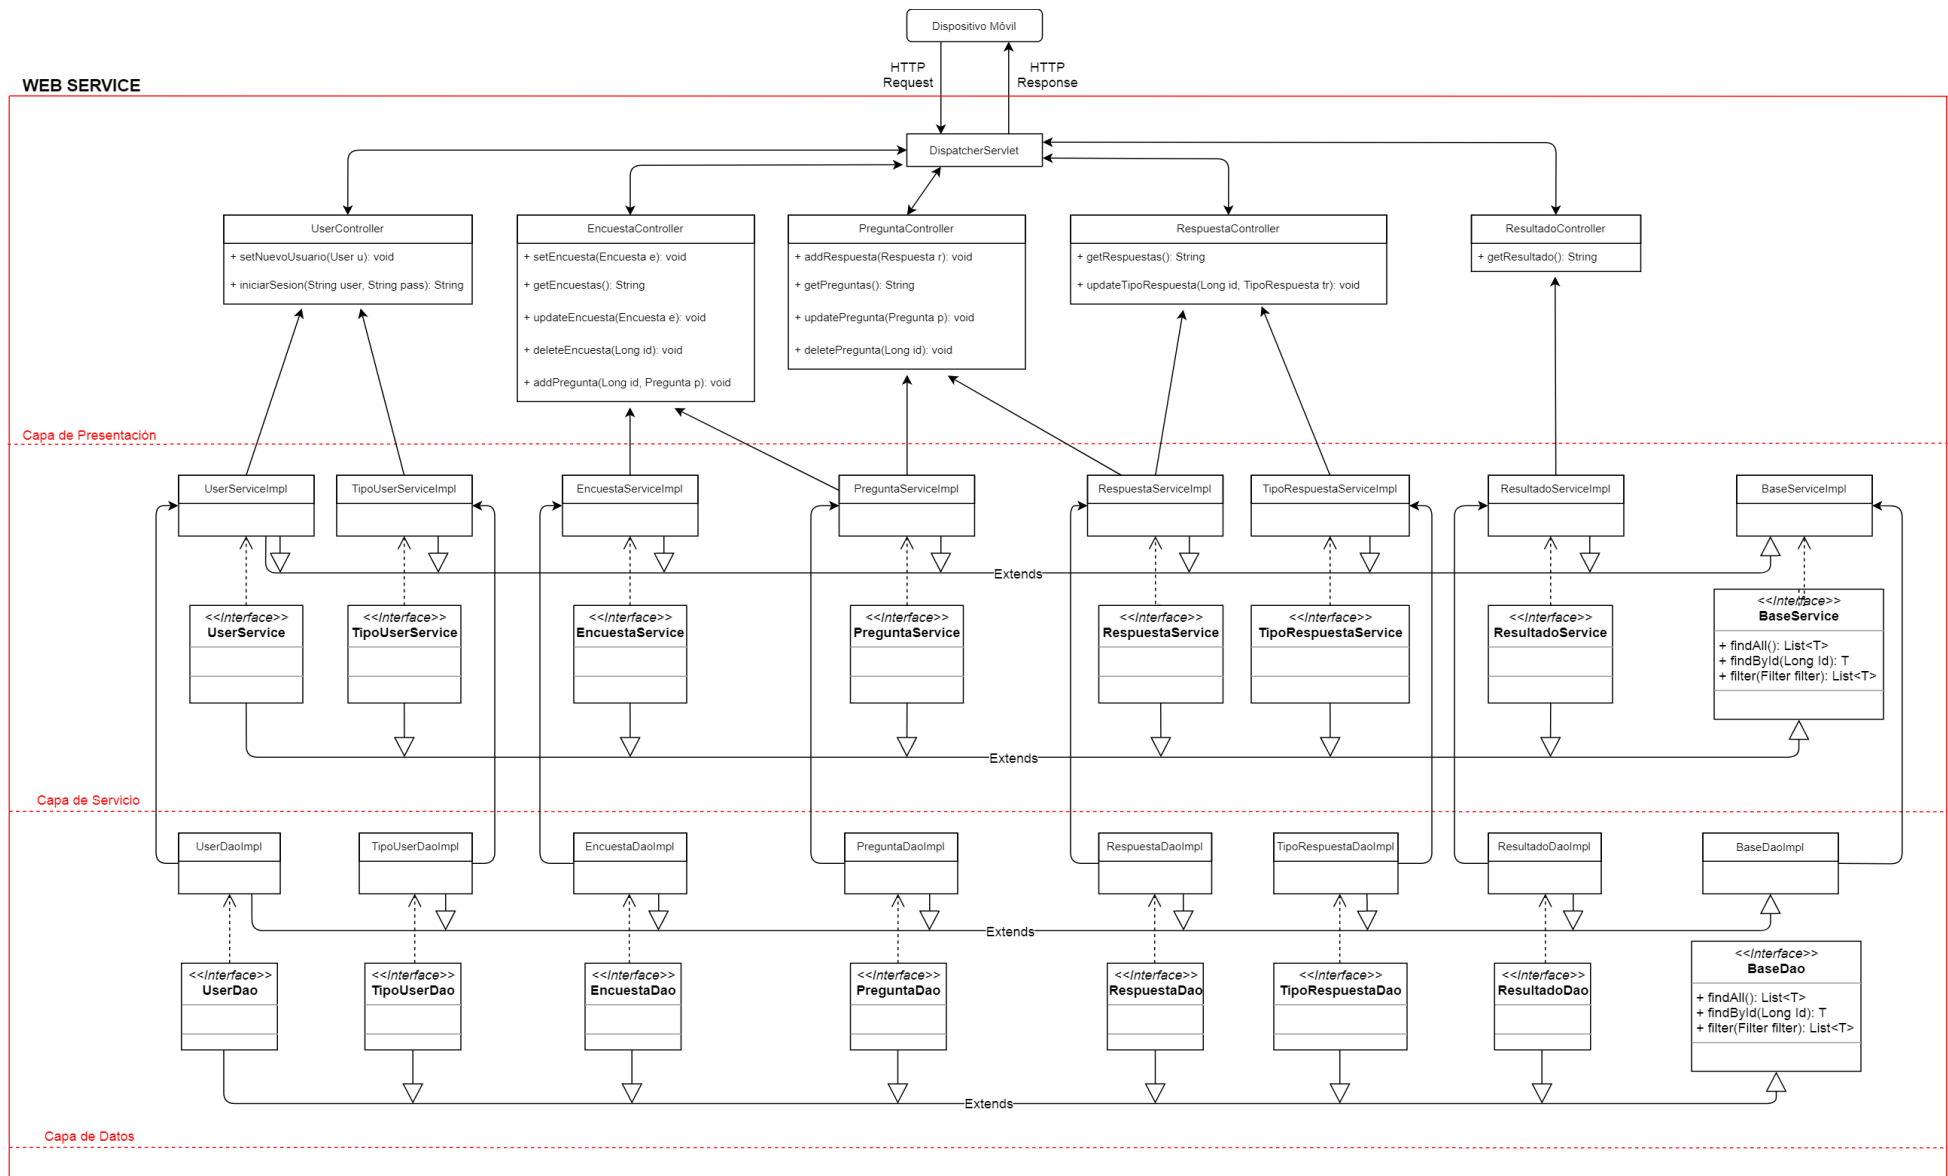 Dispositivo Móvil
HTTP
Request
HTTP
Response
WEB SERVICE
DispatcherServlet
UserController
+ setNuevoUsuario(User u): void
+ iniciarSesion(String user, String pass): String
EncuestaController
+ setEncuesta(Encuesta e): void
+ getEncuestas(): String
+ updateEncuesta(Encuesta e): void
+ deleteEncuesta(Long id): void
+ addPregunta(Long id, Pregunta p): void
PreguntaController
+ addRespuesta(Respuesta r): void
+ getPreguntas(): String
+ updatePregunta(Pregunta p): void
+ deletePregunta(Long id): void
RespuestaController
+ getRespuestas(): String
+ updateTipoRespuesta(Long id, TipoRespuesta tr): void
ResultadoController
+ getResultado(): String
Capa de Presentación
UserServiceImpl
TipoUserServiceImpl
EncuestaServiceImpl
PreguntaServiceImpl
RespuestaServiceImpl
TipoRespuestaServiceImpl
ResultadoServiceImpl
BaseServiceImpl
Extends
<<Interface>>
UserService
<<Interface>>
TipoUserService
<<Interface>>
EncuestaService
<<Interface>>
PreguntaService
<<Interface>>
RespuestaService
<<Interface>>
TipoRespuestaService
<<Interface>>
ResultadoService
<<Interface>>
BaseService
+ findAll(): List<T>
+ findById(Long Id): T
+ filter(Filter filter): List<T>
Extends
Capa de Servicio
UserDaoImpl
TipoUserDaoImpl
EncuestaDaoImpl
PreguntaDaoImpl
RespuestaDaoImpl
TipoRespuestaDaoImpl
ResultadoDaoImpl
BaseDaoImpl
Extends
<<Interface>>
UserDao
<<Interface>>
TipoUserDao
<<Interface>>
EncuestaDao
<<Interface>>
PreguntaDao
<<Interface>>
RespuestaDao
<<Interface>>
TipoRespuestaDao
<<Interface>>
ResultadoDao
<<Interface>>
BaseDao
+ findAll(): List<T>
+ findById(Long Id): T
+ filter(Filter filter): List<T>
Extends
Capa de Datos